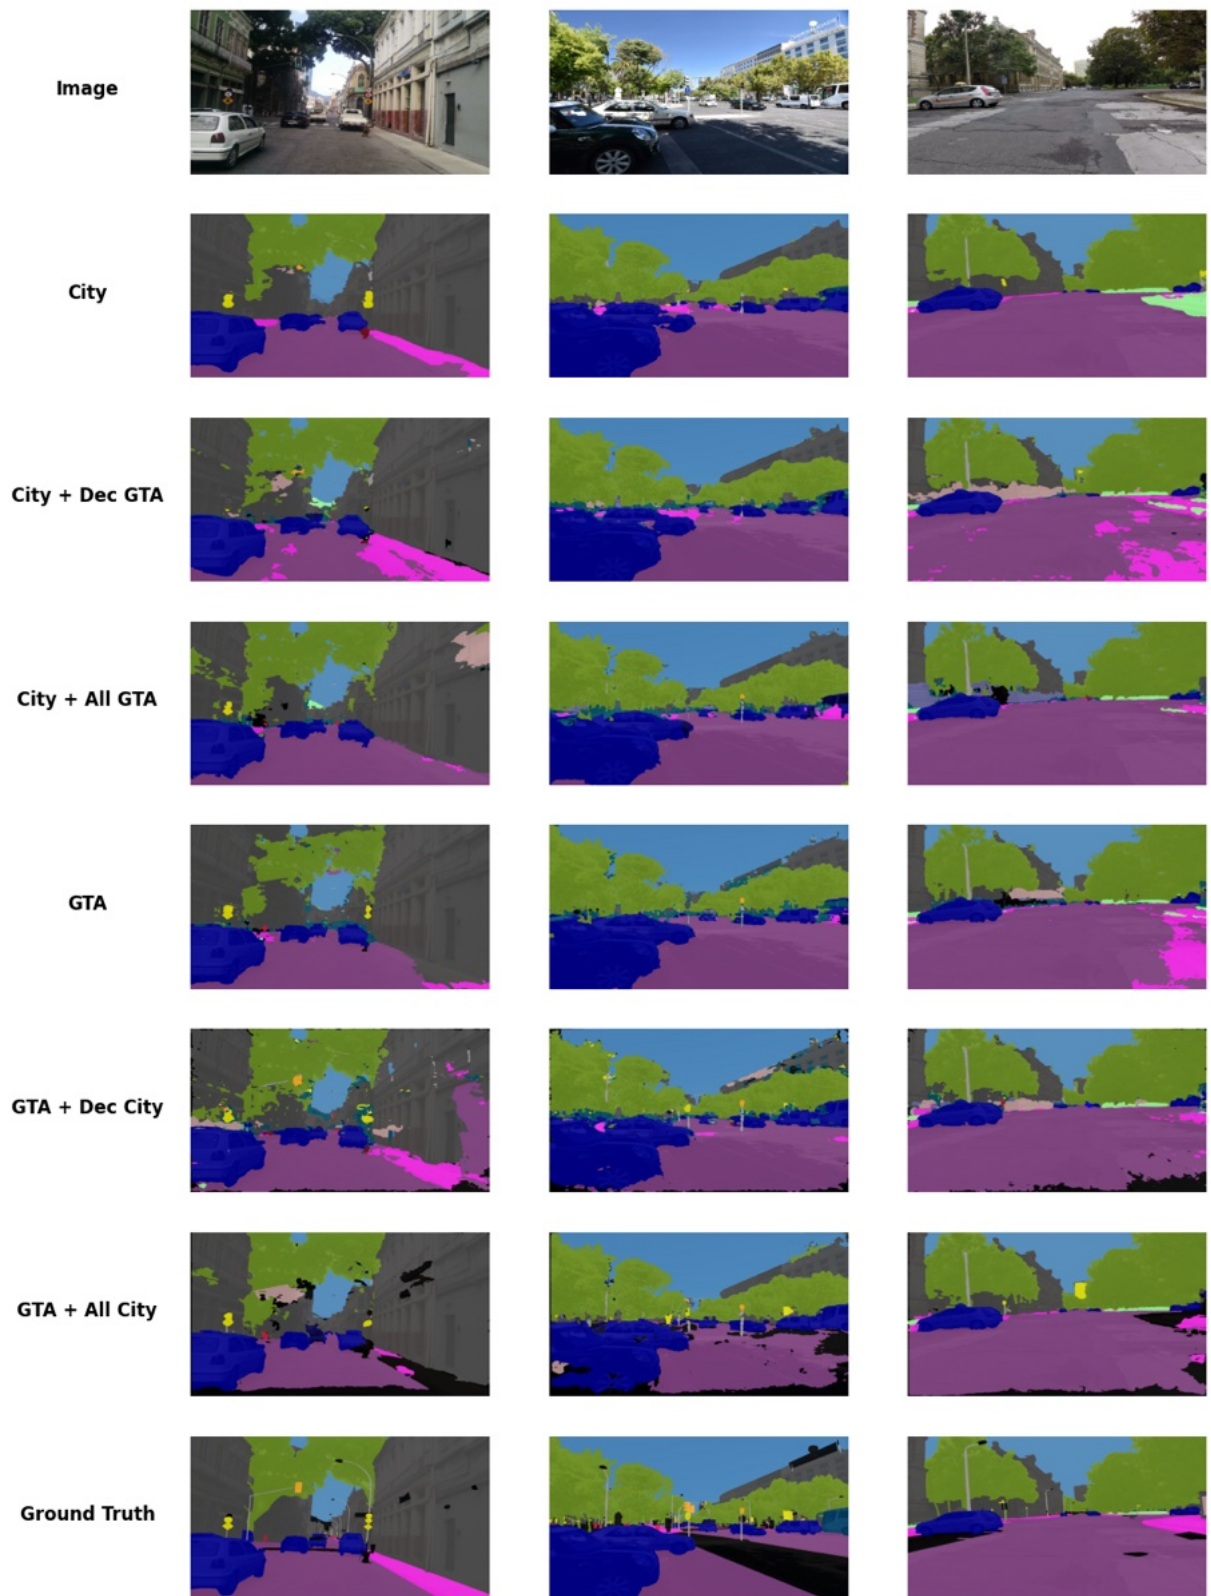 Image
City
City + Dec GTA
City + All GTA
GTA
GTA + Dec City
GTA + All City
Ground Truth